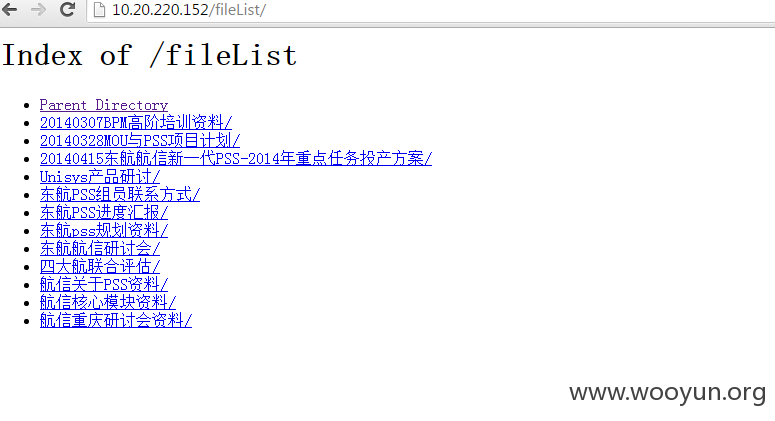 10.20.220.152/fileList/
Index of /fileList
Parent Directory
20140307BPM高阶培训资料/
20140328MOU与PSS项目计划/
20140415东航航信新一代PSS-2014年重点任务投产方案/
Unisys产品研讨/
东航PSS组员联系方式/
东航PSS进度汇报/
东航pss规划资料/
东航航信研讨会/
四大航联合评估/
航信关于PSS资料/
航信核心模块资料/
航信重庆研讨会资料/
www.wooyun.org